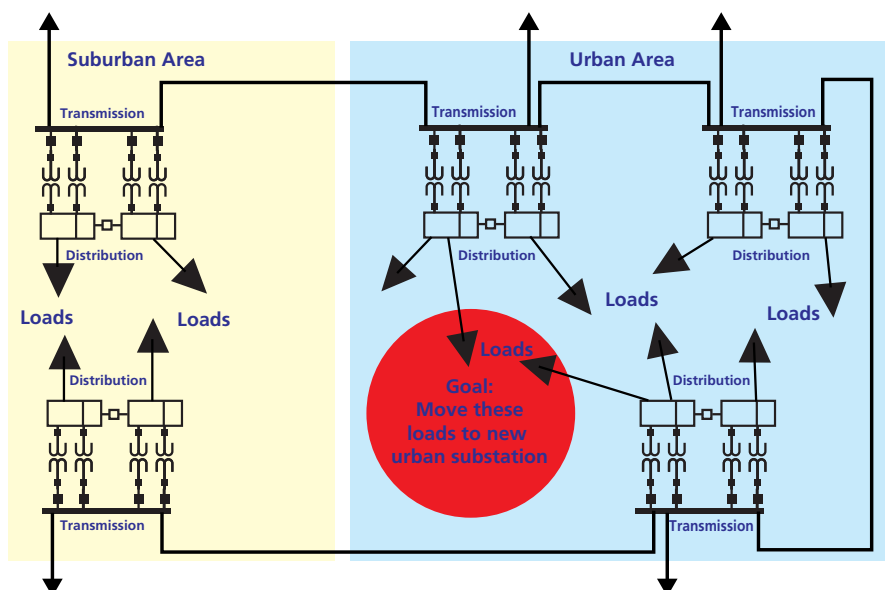 Suburban Area
Urban Area
Transmission
Transmission
Transmission
Distribution
Distribution
Distribution
Loads
Loads
Loads
Loads
Loads
Distribution
Distribution
Goal:
Move these
loads to new
urban substation
Transmission
Transmission